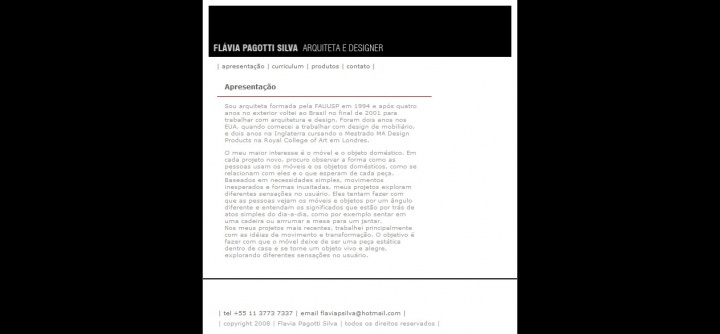 FLÁVIA PAGOTTI SILVA ARQUITETA E DESIGNER
| apresentação | curriculum | produtos | contato |
Apresentação
Sou arquiteta formada pela FAUUSP em 1994 e após quatro
anos no exterior voltei ao Brasil no final de 2001 para
trabalhar com arquitetura e design. Foram dois anos nos
EUA, quando comecei a trabalhar com design de mobiliário,
e dois anos na Inglaterra cursando o Mestrado MA Design
Products na Royal College of Art em Londres.
O meu maior interesse é o móvel e o objeto doméstico. Em
cada projeto novo, procuro observar a forma como as
pessoas usam os móveis e os objetos domésticos, como se
relacionam com eles e o que esperam de cada peça.
Baseados em necessidades simples, movimentos
inesperados e formas inusitadas, meus projetos exploram
diferentes sensações no usuário. Eles tentam fazer com
que as pessoas vejam os móveis e objetos por um ângulo
diferente e entendam os significados que estão por trás de
atos simples do dia-a-dia, como por exemplo sentar em
uma cadeira ou arrumar a mesa para um jantar.
Nos meus projetos mais recentes, trabalhei principalmente
com as idéias de movimento e transformação. O objetivo é
fazer com que o móvel deixe de ser uma peça estática
dentro de casa e se torne um objeto vivo e alegre,
explorando diferentes sensações no usuário.
| tel +55 11 3773 7337 | email flaviapsilva@hotmail.com |
| copyright 2008 | Flavia Pagotti Silva | todos os direitos reservados |